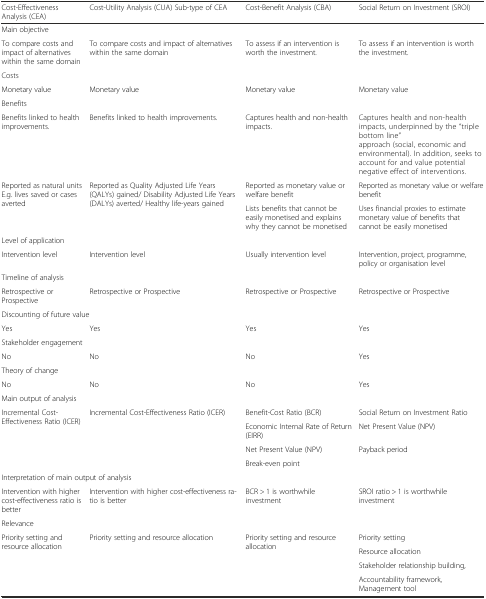 Cost-Effectiveness Analysis (CEA) Cost-Utility Analysis (CUA) Sub-type of CEA Cost-Benefit Analysis (CBA) Social Return on Investment (SROI)
Main objective
To compare costs and impact of alternatives within the same domain
To compare costs and impact of alternatives within the same domain
To assess if an intervention is worth the investment.
To assess if an intervention is worth the investment.
Costs
Monetary value Monetary value Monetary value Monetary value
Benefits
Benefits linked to health improvements.
Benefits linked to health improvements.
Captures health and non-health impacts.
Captures health and non-health impacts, underpinned by the "triple bottom line"
approach (social, economic and environmental). In addition, seeks to account for and value potential negative effect of interventions.
Reported as natural units E.g. lives saved or cases averted
Reported as Quality Adjusted Life Years (QALYs) gained/ Disability Adjusted Life Years (DALYs) averted/ Healthy life-years gained
Reported as monetary value or welfare benefit
Reported as monetary value or welfare benefit
Lists benefits that cannot be easily monetised and explains why they cannot be monetised
Uses financial proxies to estimate monetary value of benefits that cannot be easily monetised
Level of application
Intervention level Intervention level Usually intervention level Intervention, project, programme, policy or organisation level
Timeline of analysis
Retrospective or Prospective Retrospective or Prospective Retrospective or Prospective Retrospective or Prospective
Discounting of future value
Yes Yes Yes Yes
Stakeholder engagement
No No No Yes
Theory of change
No No No Yes
Main output of analysis
Incremental Cost-Effectiveness Ratio (ICER)
Incremental Cost-Effectiveness Ratio (ICER)
Benefit-Cost Ratio (BCR) Social Return on Investment Ratio
Economic Internal Rate of Return (EIRR) Net Present Value (NPV)
Net Present Value (NPV) Payback period
Break-even point
Interpretation of main output of analysis
Intervention with higher cost-effectiveness ratio is better
Intervention with higher cost-effectiveness ra-
tio is better
BCR > 1 is worthwhile investment
SROI ratio > 1 is worthwhile investment
Relevance
Priority setting and resource allocation
Priority setting and resource allocation
Priority setting and resource allocation
Priority setting
Resource allocation
Stakeholder relationship building,
Accountability framework,
Management tool